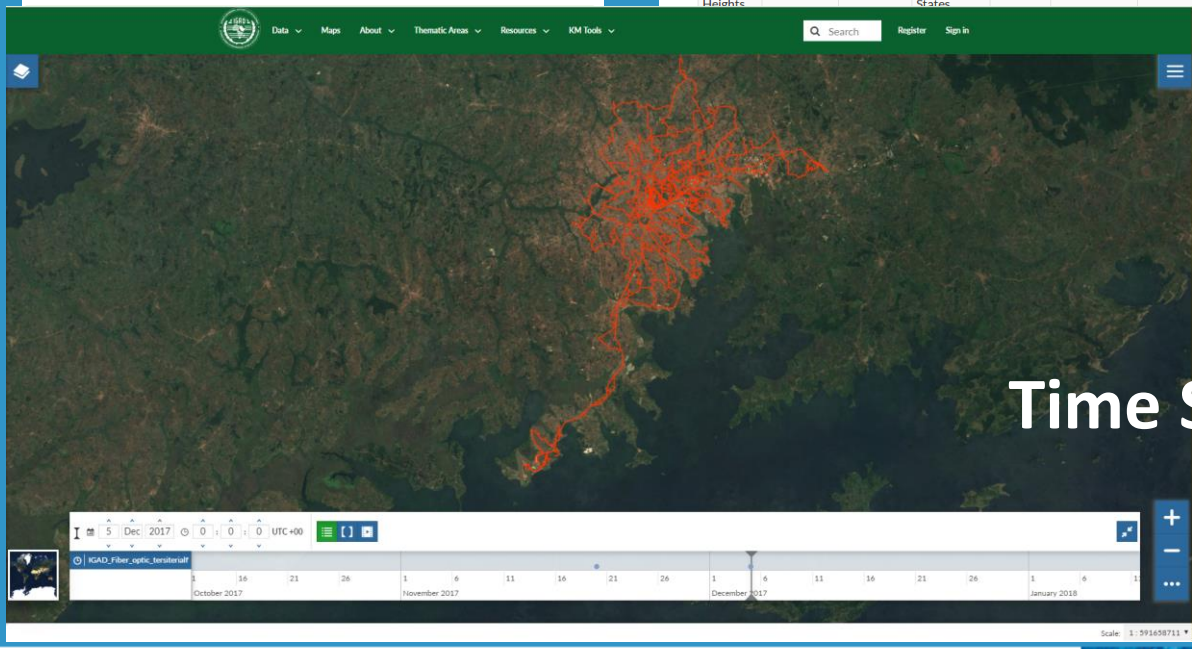 Heights States
IGAD
Data Maps About Thematic Areas Resources KM Tools Search Register Sign in
Time S
5 Dec 2017 0 : 0 : 0 UTC +00
IGAD_Fiber_optic_tersiterialf
1 16 21 26 1 6 11 16 21 26 1 6 11 16 21 26 1 6 1
October 2017 November 2017 December 2017 January 2018
Scale: 1 : 591658711